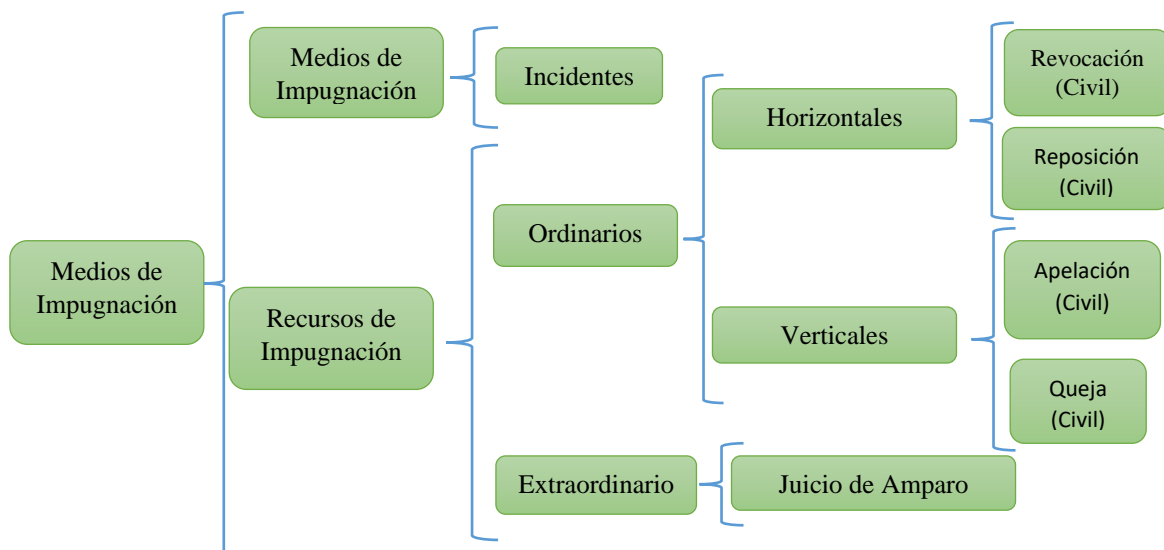 Medios de
Impugnación
Medios de
Impugnación
Incidentes
Recursos de
Impugnación
Ordinarios
Horizontales
Revocación
(Civil)
Reposición
(Civil)
Verticales
Apelación
(Civil)
Queja
(Civil)
Extraordinario
Juicio de Amparo